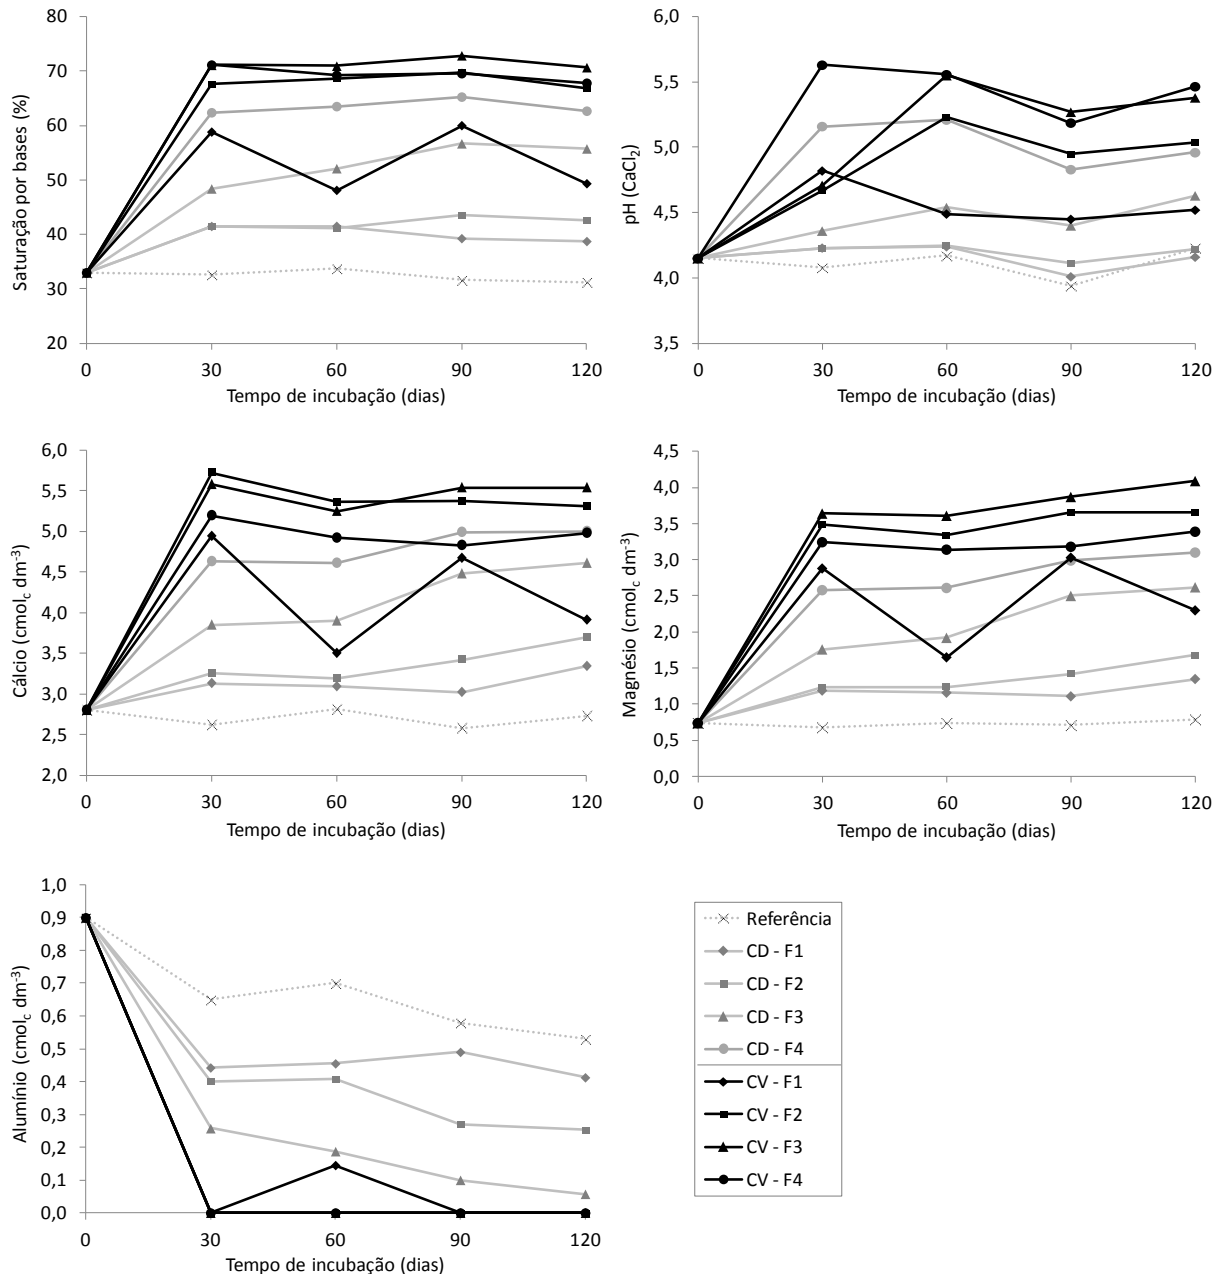 Saturação por bases (%)
80
70
60
50
40
30
20
0 30 60 90 120
Tempo de incubação (dias)
pH (CaCl₂)
6,0
5,5
5,0
4,5
4,0
3,5
0 30 60 90 120
Tempo de incubação (dias)
Cálcio (cmol꜀ dm⁻³)
6,0
5,5
5,0
4,5
4,0
3,5
3,0
2,5
2,0
0 30 60 90 120
Tempo de incubação (dias)
Magnésio (cmol꜀ dm⁻³)
4,5
4,0
3,5
3,0
2,5
2,0
1,5
1,0
0,5
0,0
0 30 60 90 120
Tempo de incubação (dias)
Alumínio (cmol꜀ dm⁻³)
1,0
0,9
0,8
0,7
0,6
0,5
0,4
0,3
0,2
0,1
0,0
0 30 60 90 120
Tempo de incubação (dias)
Referência
CD - F1
CD - F2
CD - F3
CD - F4
CV - F1
CV - F2
CV - F3
CV - F4